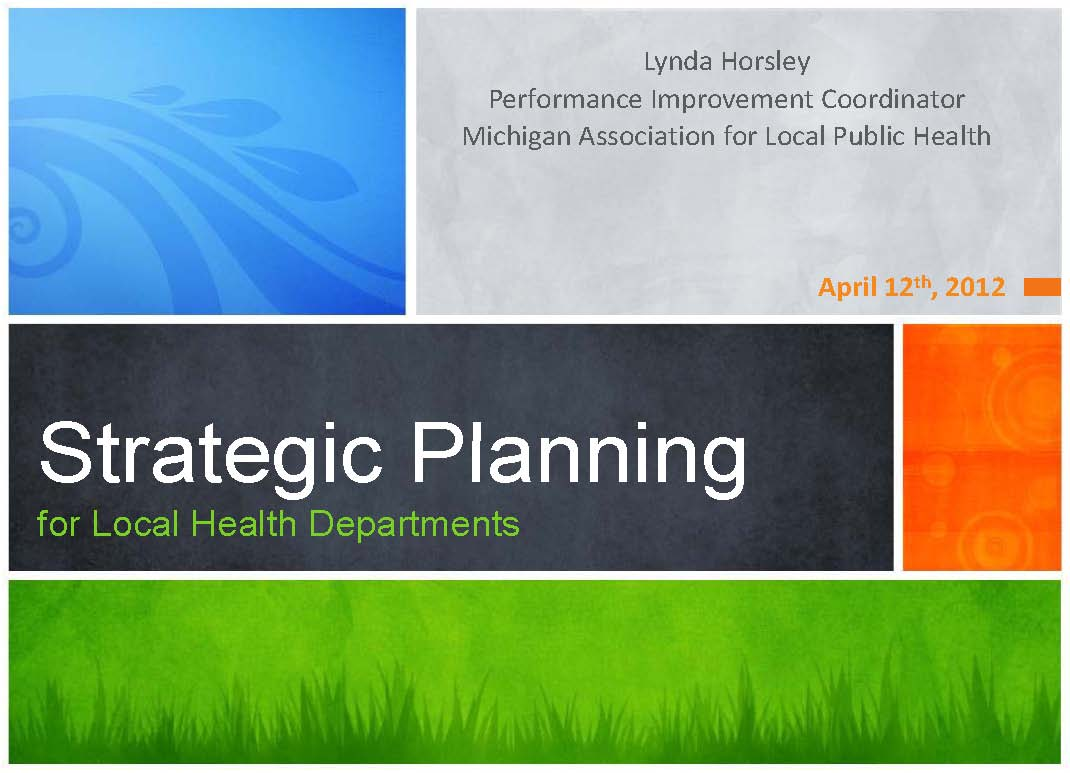 Lynda Horsley
Performance Improvement Coordinator
Michigan Association for Local Public Health
April 12th, 2012
Strategic Planning
for Local Health Departments